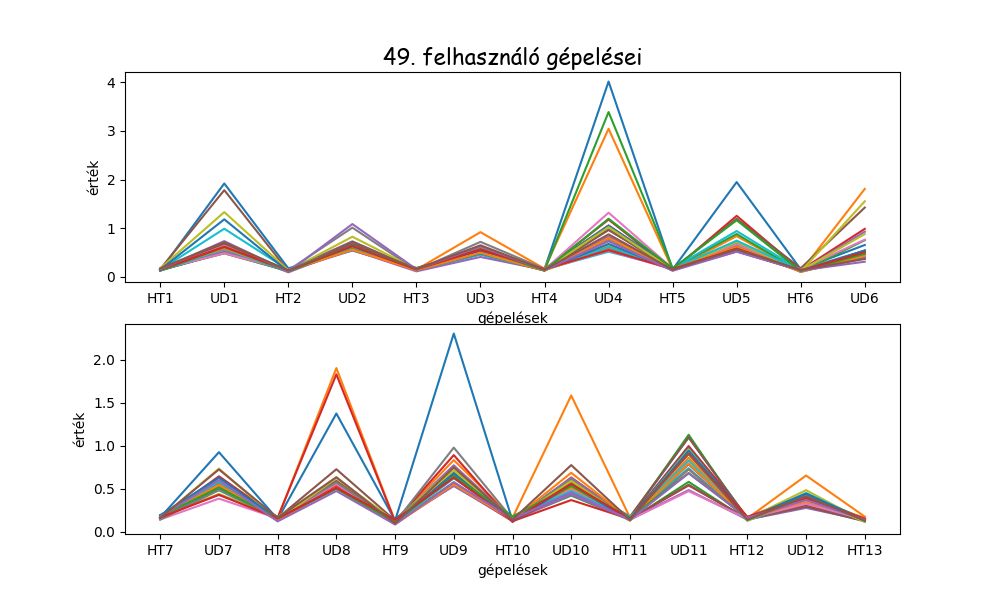 49. felhasználó gépelései
érték
4
3
2
1
0
HT1 UD1 HT2 UD2 HT3 UD3 HT4 UD4 HT5 UD5 HT6 UD6
gépelések
érték
2.0
1.5
1.0
0.5
0.0
HT7 UD7 HT8 UD8 HT9 UD9 HT10 UD10 HT11 UD11 HT12 UD12 HT13
gépelések